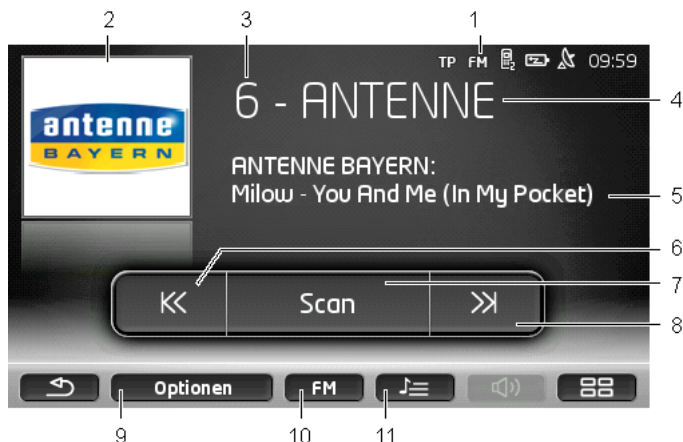 2 3 1
TP FM 2 09:59
antenne
BAYERN
6 - ANTENNE
4
ANTENNE BAYERN:
Milow - You And Me (In My Pocket)
5
6
Scan
7
8
Optionen FM
9 10 11